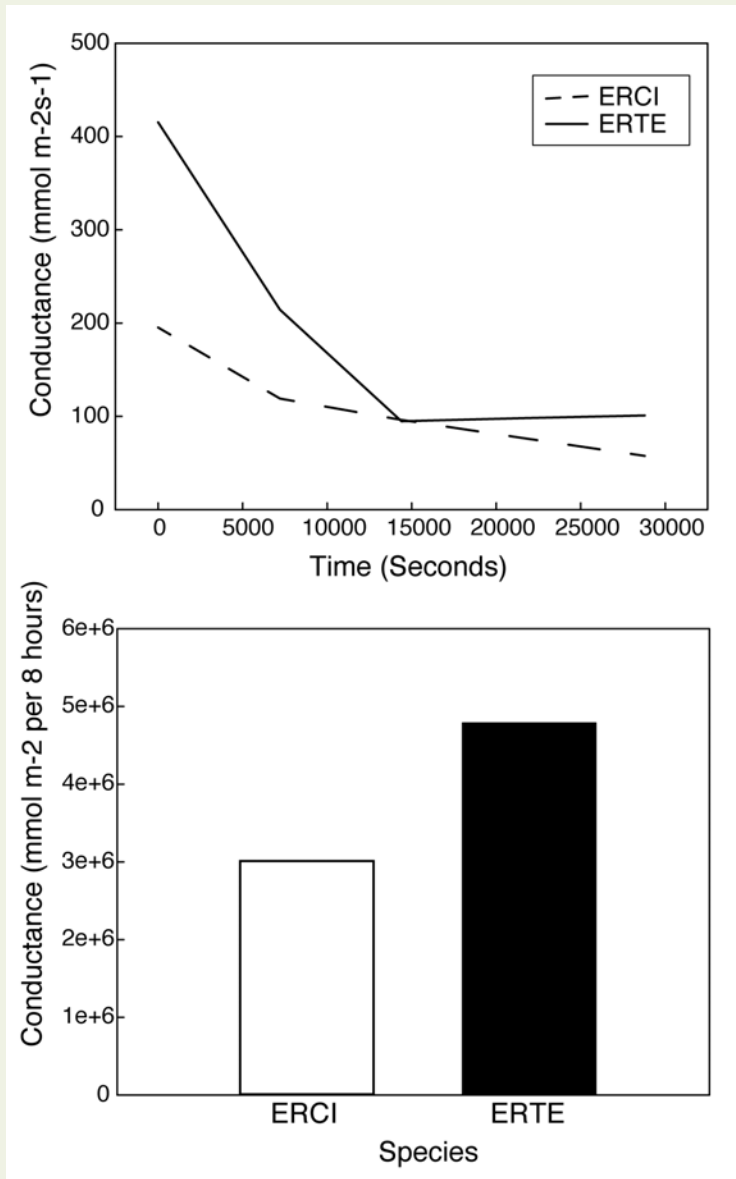 Conductance (mmol m-2s-1)
500
400
300
200
100
0
ERCI
ERTE
0 5000 10000 15000 20000 25000 30000
Time (Seconds)
Conductance (mmol m-2 per 8 hours)
6e+6
5e+6
4e+6
3e+6
2e+6
1e+6
0
ERCI ERTE
Species